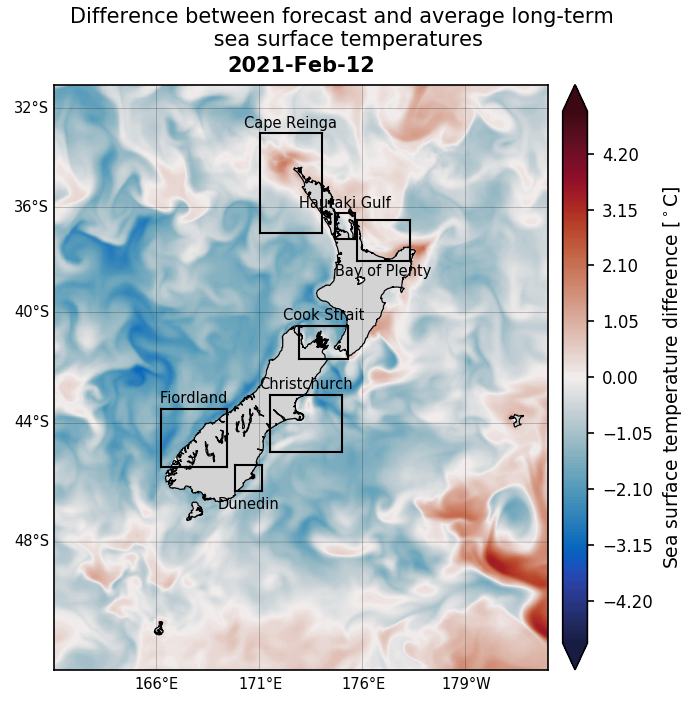 Difference between forecast and average long-term
sea surface temperatures
2021-Feb-12
32°S
36°S
40°S
44°S
48°S
166°E
171°E
176°E
179°W
Cape Reinga
Hauraki Gulf
Bay of Plenty
Cook Strait
Christchurch
Fiordland
Dunedin
4.20
3.15
2.10
1.05
0.00
−1.05
−2.10
−3.15
−4.20
Sea surface temperature difference [°C]